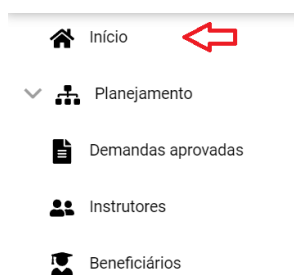 Início
Planejamento
Demandas aprovadas
Instrutores
Beneficiários